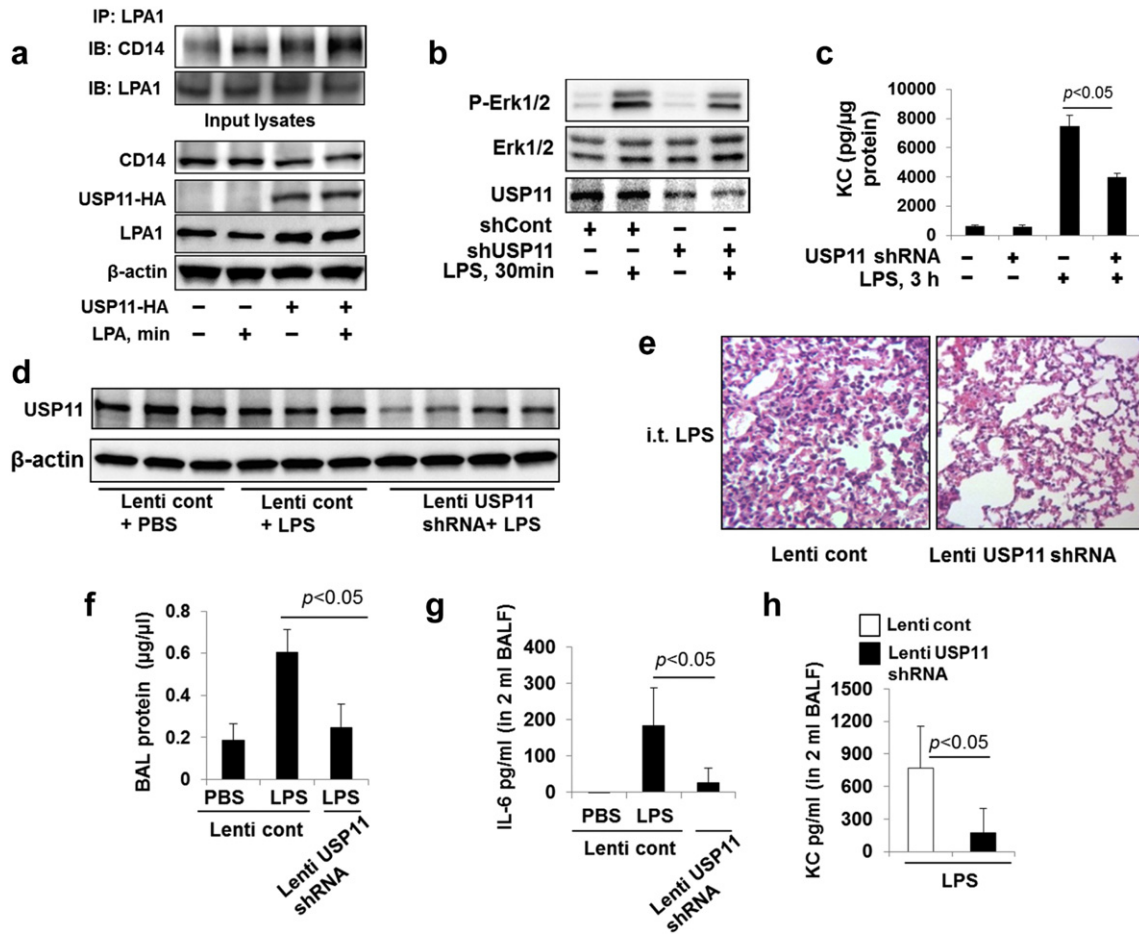 a
IP: LPA1
IB: CD14
IB: LPA1
Input lysates
CD14
USP11-HA
LPA1
β-actin
USP11-HA − − + +
LPA, min − + − +
b
P-Erk1/2
Erk1/2
USP11
shCont + + − −
shUSP11 − − + +
LPS, 30min − + − +
c
KC (pg/µg protein)
10000
8000
6000
4000
2000
0
p<0.05
USP11 shRNA − + − +
LPS, 3 h − − + +
d
USP11
β-actin
Lenti cont + PBS
Lenti cont + LPS
Lenti USP11 shRNA+ LPS
e
i.t. LPS
Lenti cont
Lenti USP11 shRNA
f
BAL protein (µg/µl)
0.8
0.6
0.4
0.2
0
p<0.05
PBS LPS LPS
Lenti cont
Lenti USP11 shRNA
g
IL-6 pg/ml (in 2 ml BALF)
400
300
200
100
0
p<0.05
PBS LPS
Lenti cont
Lenti USP11 shRNA
h
Lenti cont
Lenti USP11 shRNA
KC pg/ml (in 2 ml BALF)
1500
1200
900
600
300
0
p<0.05
LPS